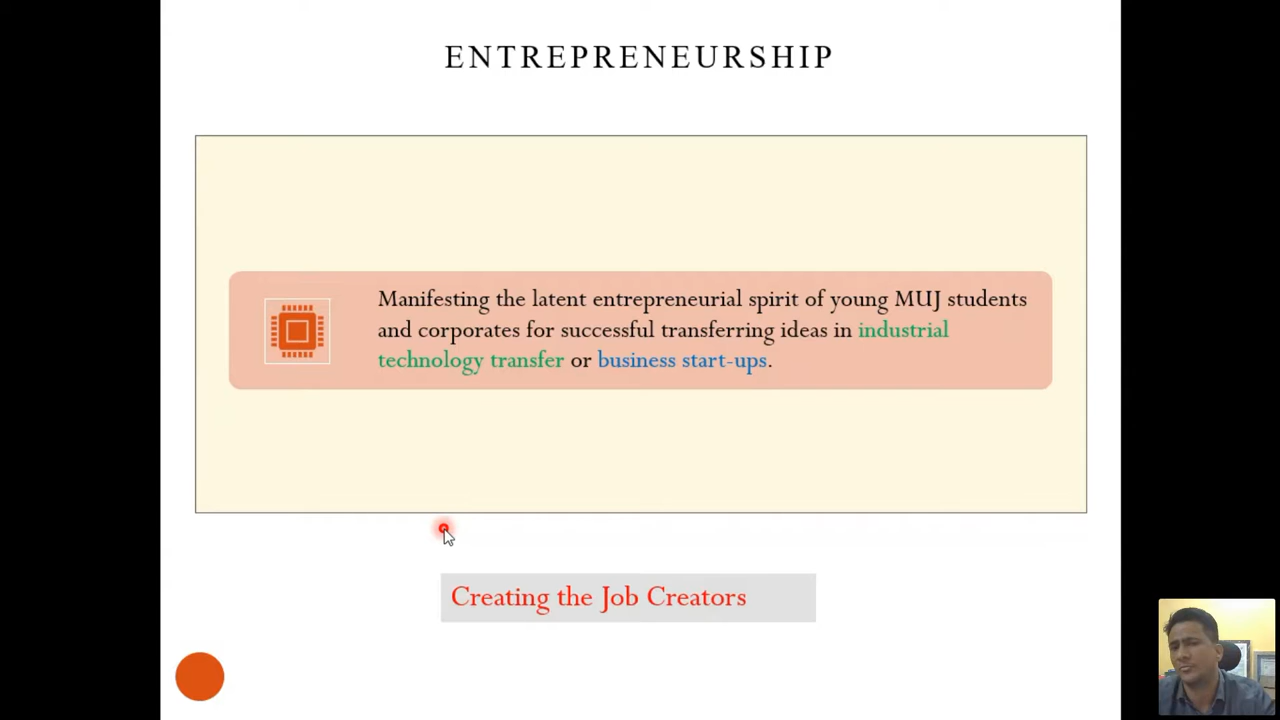 ENTREPRENEURSHIP
Manifesting the latent entrepreneurial spirit of young MUJ students
and corporates for successful transferring ideas in industrial
technology transfer or business start-ups.
Creating the Job Creators